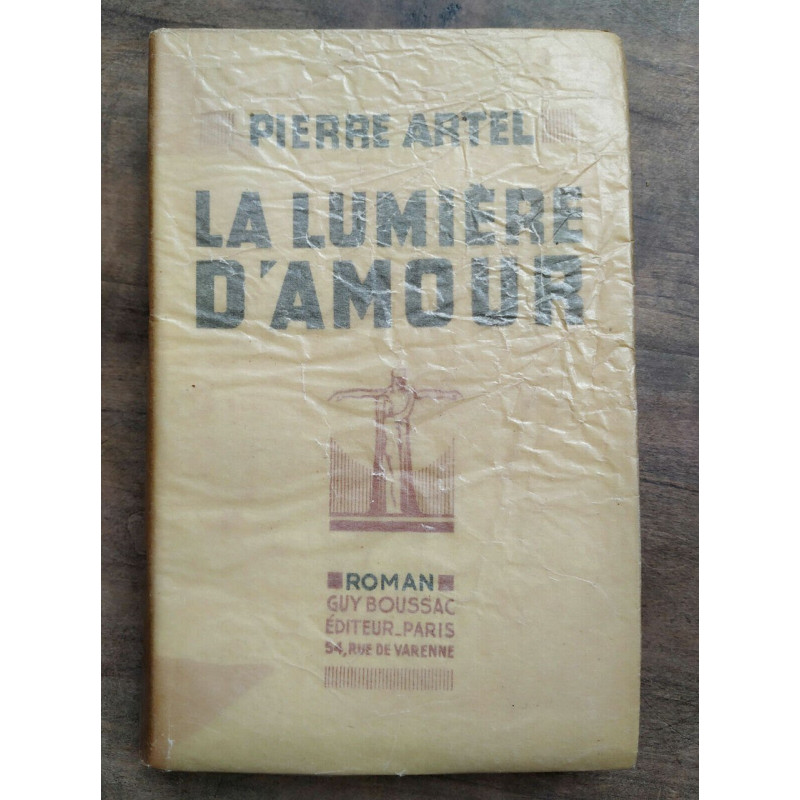 PIERRE ARTEL
LA LUMIÈRE
D'AMOUR
ROMAN
GUY BOUSSAC
ÉDITEUR_PARIS
54, RUE DE VARENNE